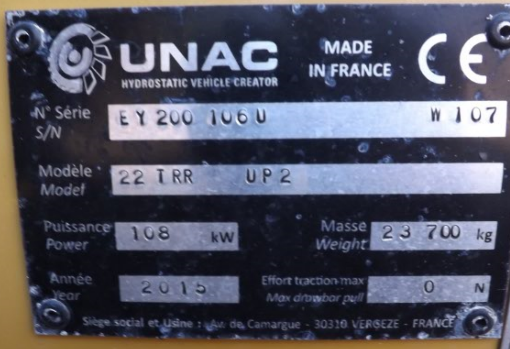 UNAC
HYDROSTATIC VEHICLE CREATOR
MADE
IN FRANCE
CE
N° Série
S/N
EY 200 106 U W 107
Modèle
Model
22 TRR UP2
Puissance
Power
108 kW
Masse
Weight
23 700 kg
Année
Year
2015
Effort traction max
Max drawbar pull
0 N
Siège social et Usine : Av. de Camargue - 30310 VERGEZE - FRANCE